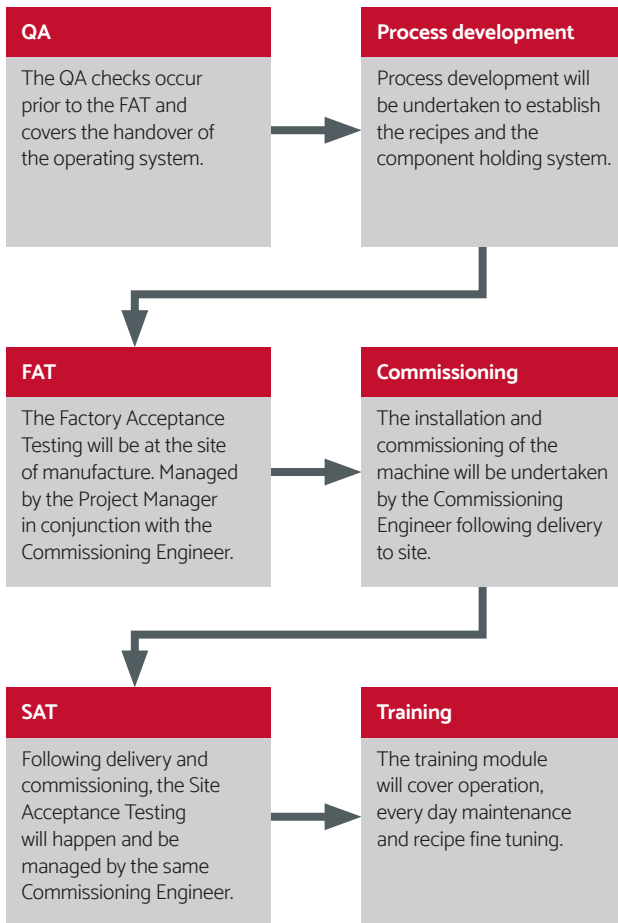 QA
The QA checks occur
prior to the FAT and
covers the handover of
the operating system.
Process development
Process development will
be undertaken to establish
the recipes and the
component holding system.
FAT
The Factory Acceptance
Testing will be at the site
of manufacture. Managed
by the Project Manager
in conjunction with the
Commissioning Engineer.
Commissioning
The installation and
commissioning of the
machine will be undertaken
by the Commissioning
Engineer following delivery
to site.
SAT
Following delivery and
commissioning, the Site
Acceptance Testing
will happen and be
managed by the same
Commissioning Engineer.
Training
The training module
will cover operation,
every day maintenance
and recipe fine tuning.